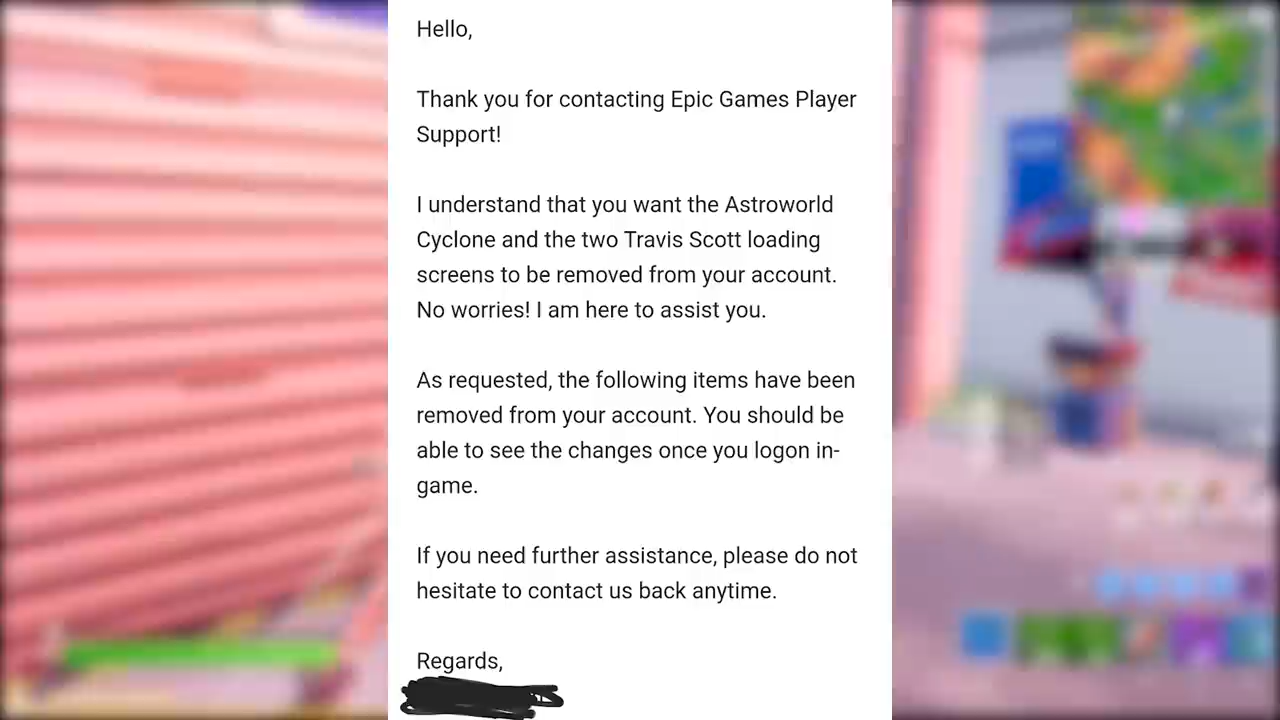 Hello,
Thank you for contacting Epic Games Player
Support!
I understand that you want the Astroworld
Cyclone and the two Travis Scott loading
screens to be removed from your account.
No worries! I am here to assist you.
As requested, the following items have been
removed from your account. You should be
able to see the changes once you logon in-
game.
If you need further assistance, please do not
hesitate to contact us back anytime.
Regards,